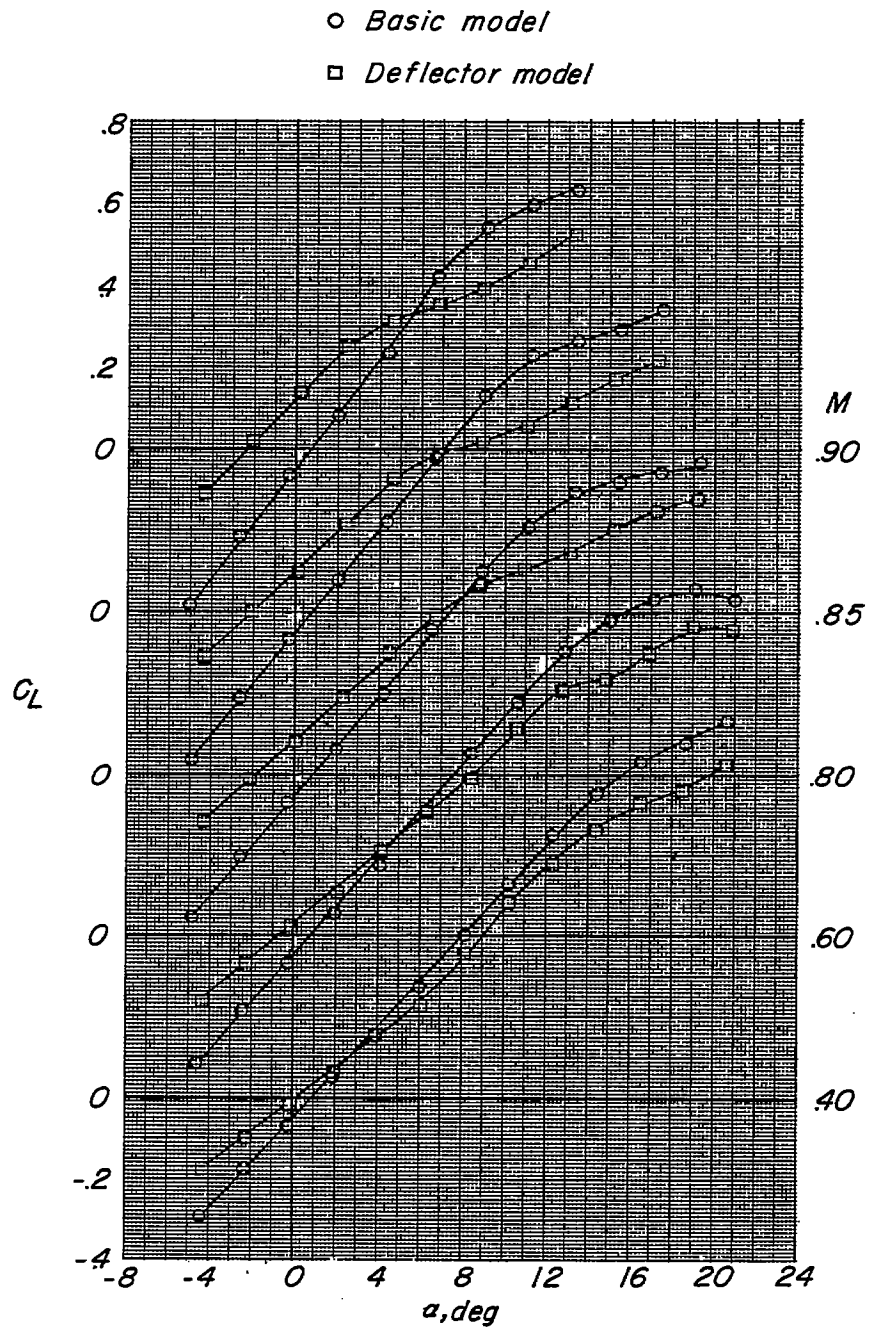 Basic model
Deflector model
.8
.6
.4
.2
M
0 .90
0 .85
C_L
0 .80
0 .60
0 .40
-.2
-.4
-8 -4 0 4 8 12 16 20 24
α, deg